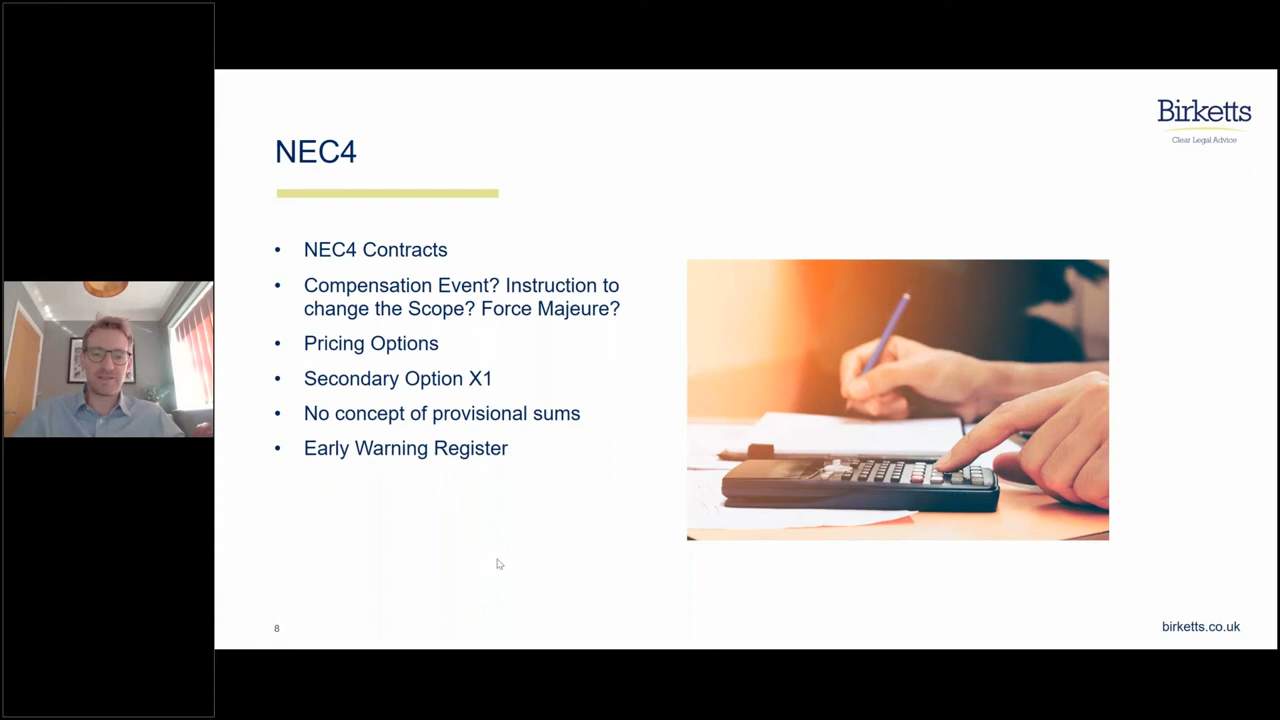 Birketts
Clear Legal Advice
NEC4
• NEC4 Contracts
• Compensation Event? Instruction to
change the Scope? Force Majeure?
• Pricing Options
• Secondary Option X1
• No concept of provisional sums
• Early Warning Register
8
birketts.co.uk